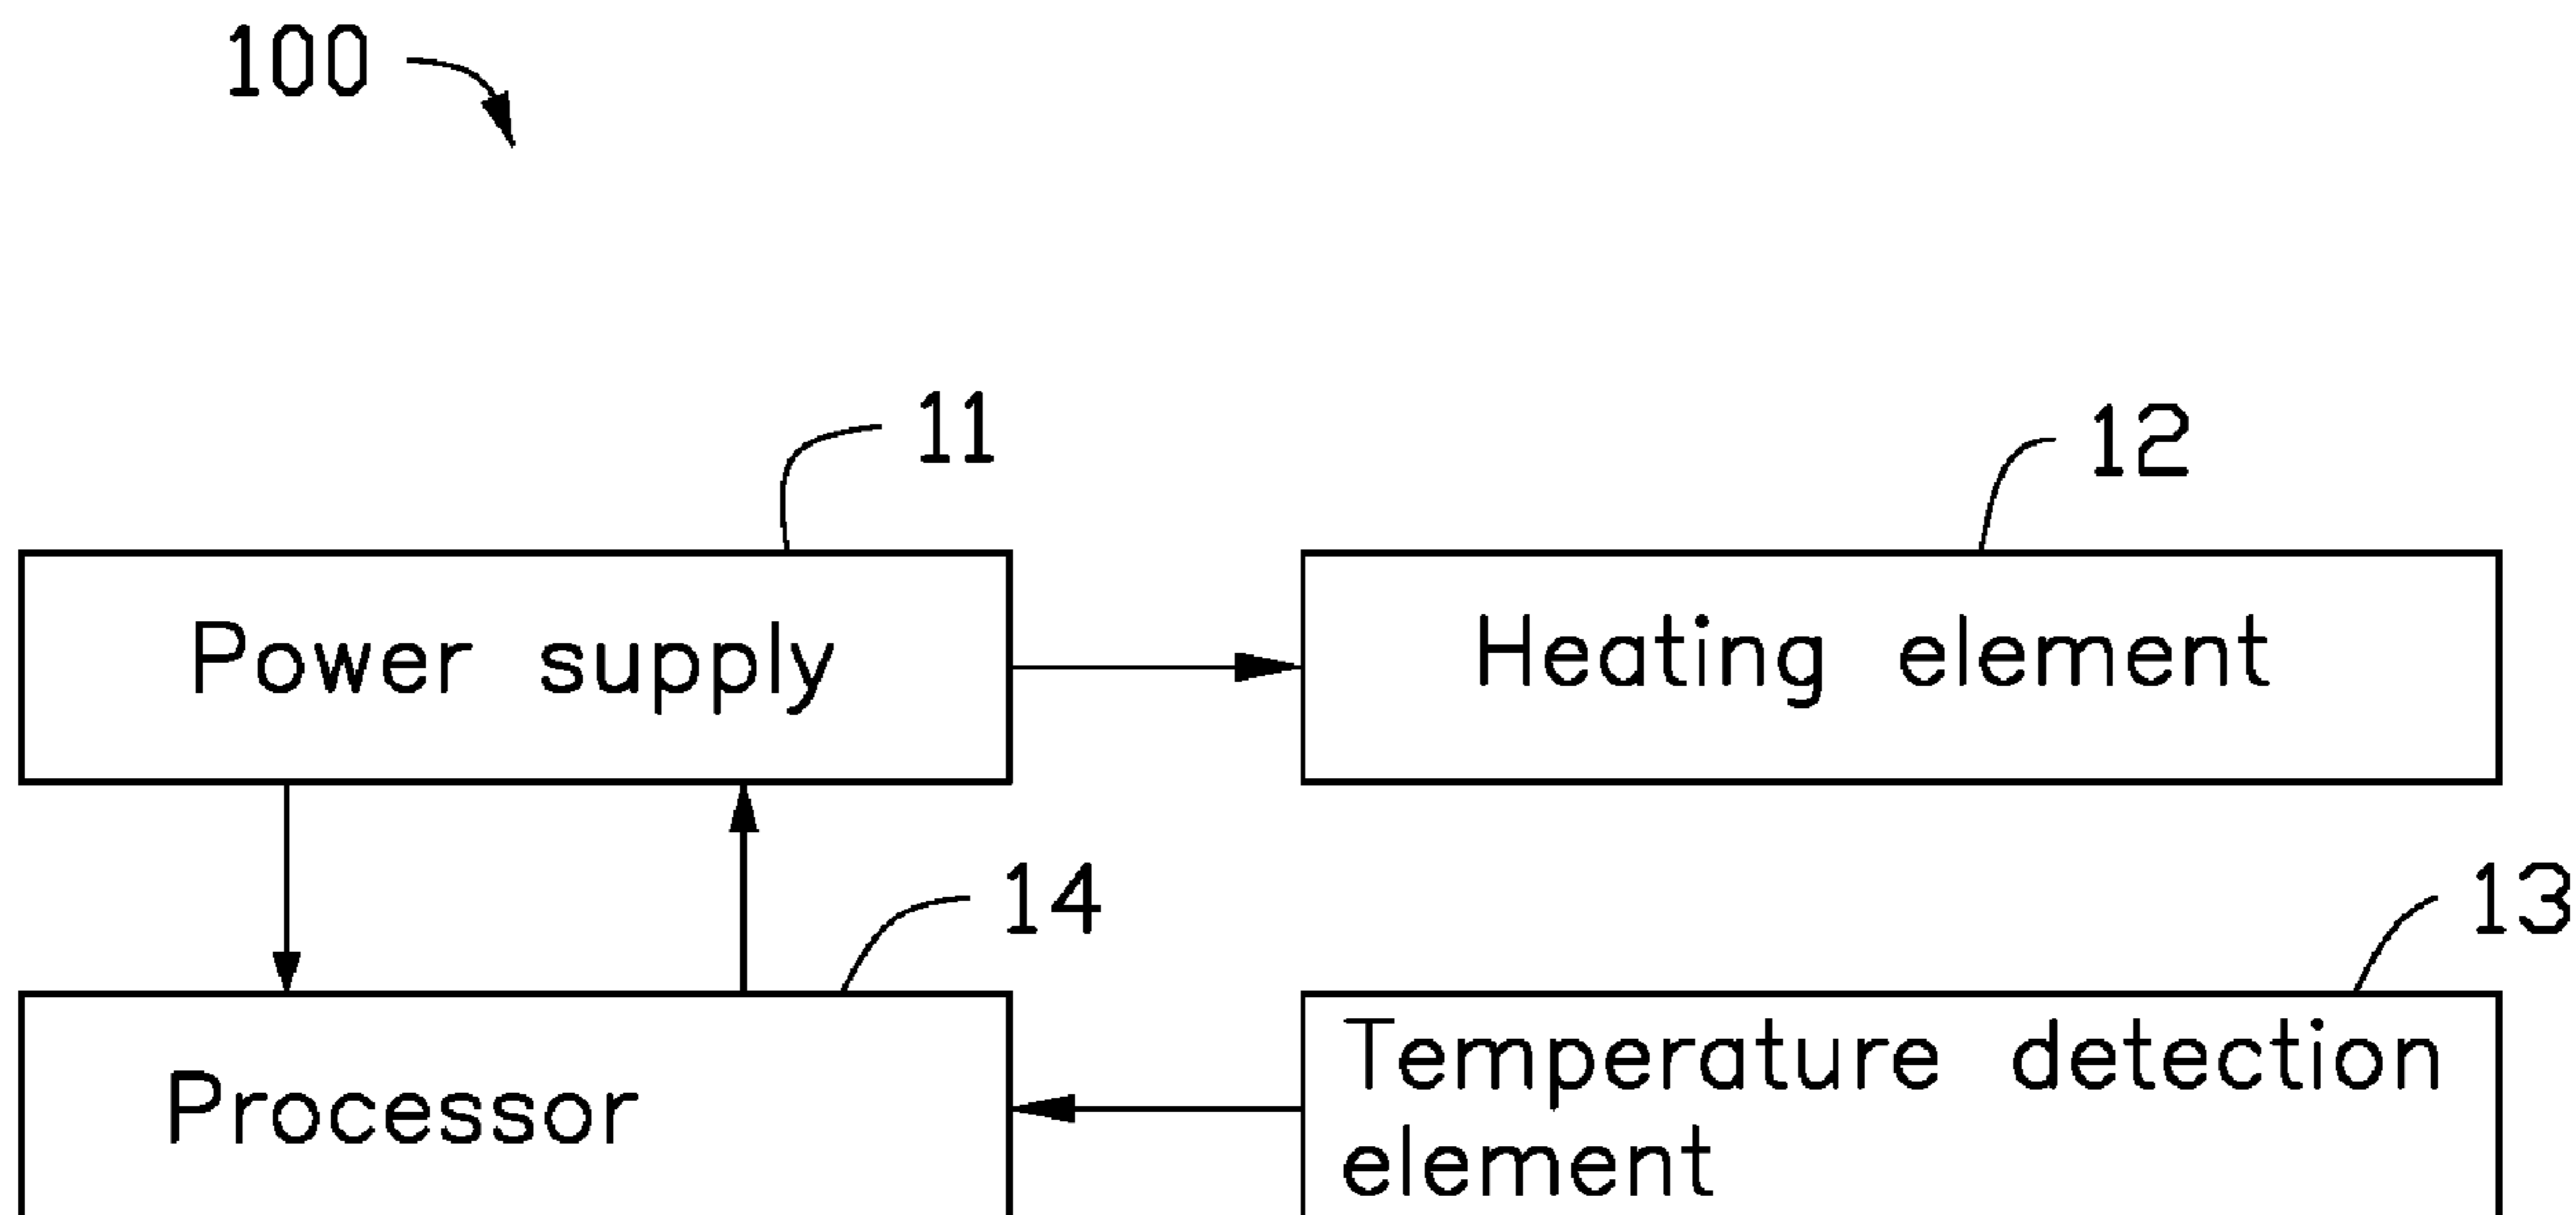 100
11
12
Power supply
Heating element
14
13
Processor
Temperature detection
element